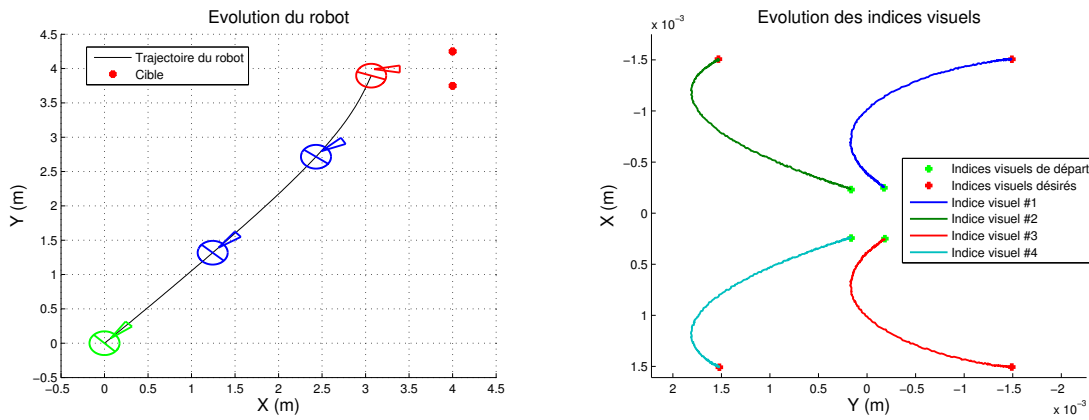 Evolution du robot
4.5
4
3.5
3
2.5
2
1.5
1
0.5
0
−0.5
Y (m)
Trajectoire du robot
Cible
−0.5 0 0.5 1 1.5 2 2.5 3 3.5 4 4.5
X (m)
Evolution des indices visuels
x 10⁻³
−1.5
−1
−0.5
0
0.5
1
1.5
X (m)
Indices visuels de départ
Indices visuels désirés
Indice visuel #1
Indice visuel #2
Indice visuel #3
Indice visuel #4
2 1.5 1 0.5 0 −0.5 −1 −1.5 −2
Y (m)
x 10⁻³